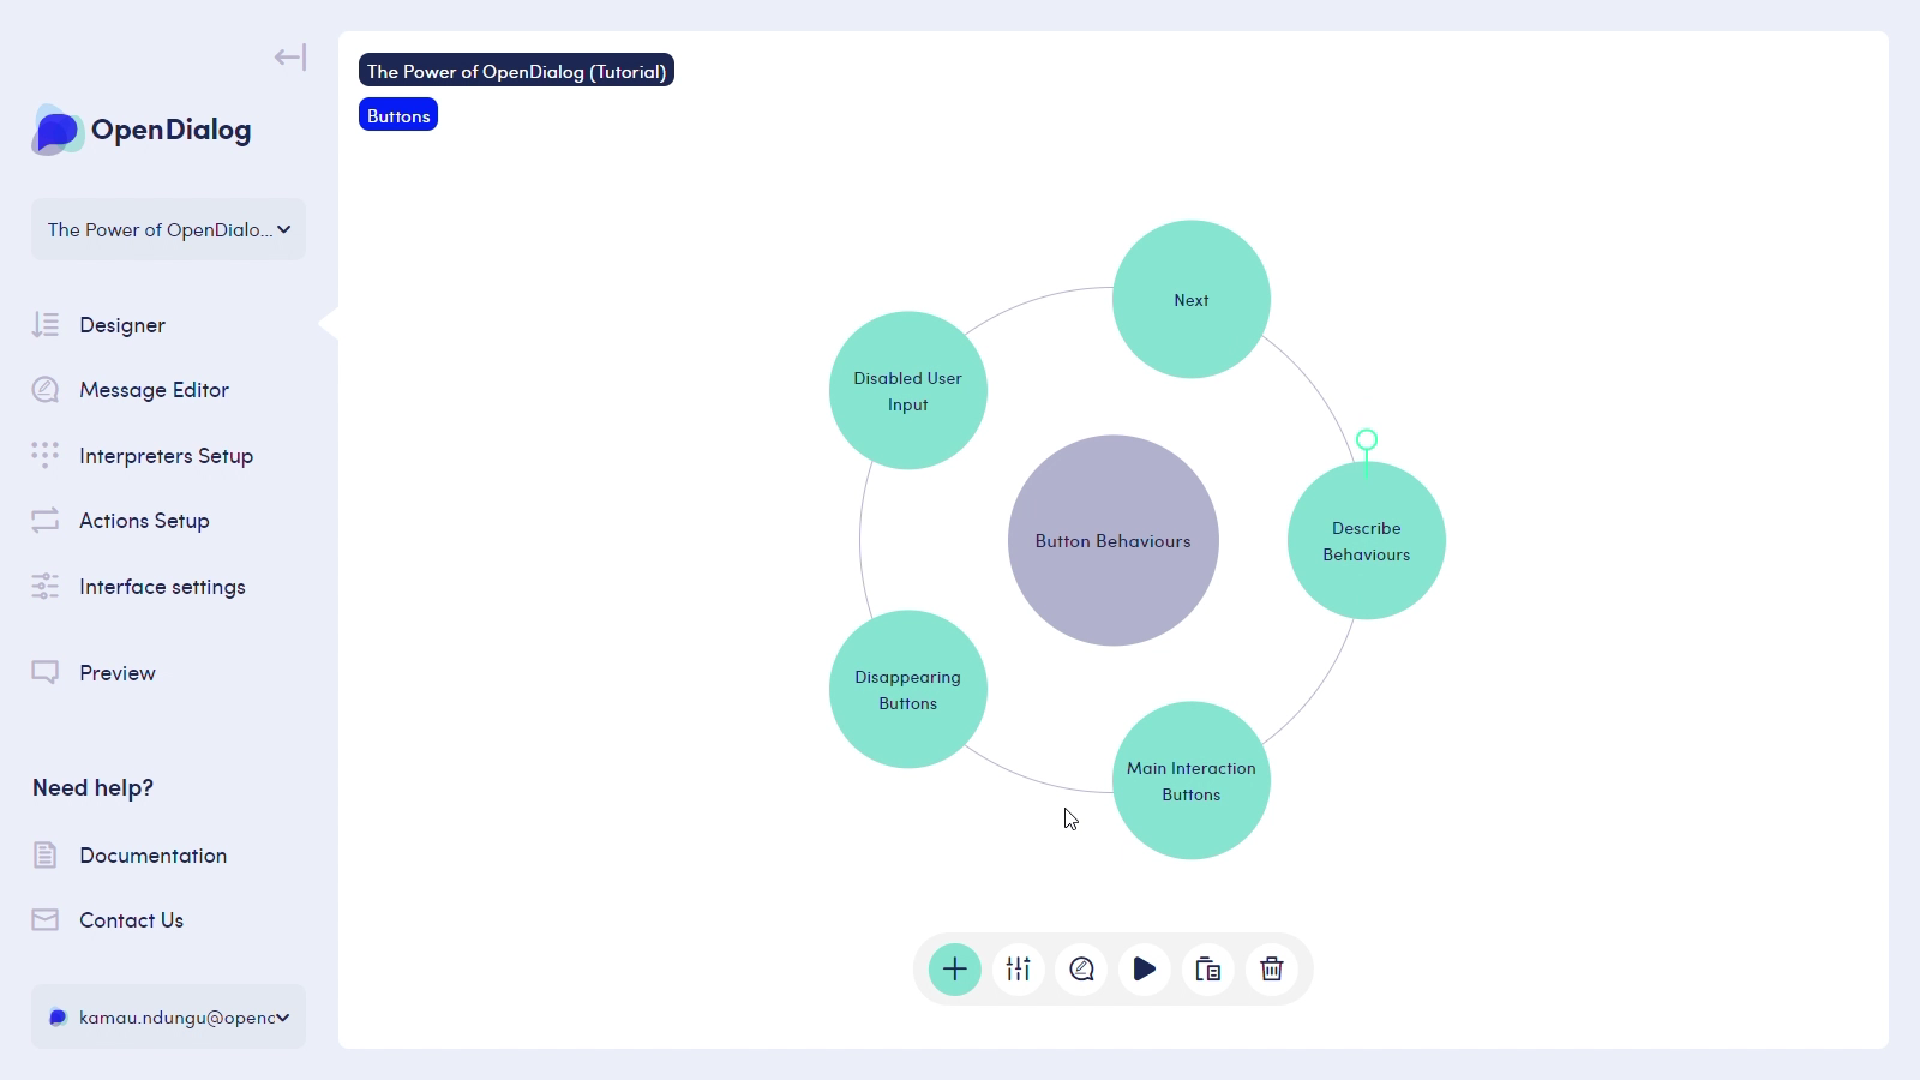 The Power of OpenDialog (Tutorial)
Buttons
OpenDialog
The Power of OpenDialo...
Designer
Message Editor
Interpreters Setup
Actions Setup
Interface settings
Preview
Need help?
Documentation
Contact Us
kamau.ndungu@openc
Next
Disabled User
Input
Button Behaviours
Describe
Behaviours
Disappearing
Buttons
Main Interaction
Buttons